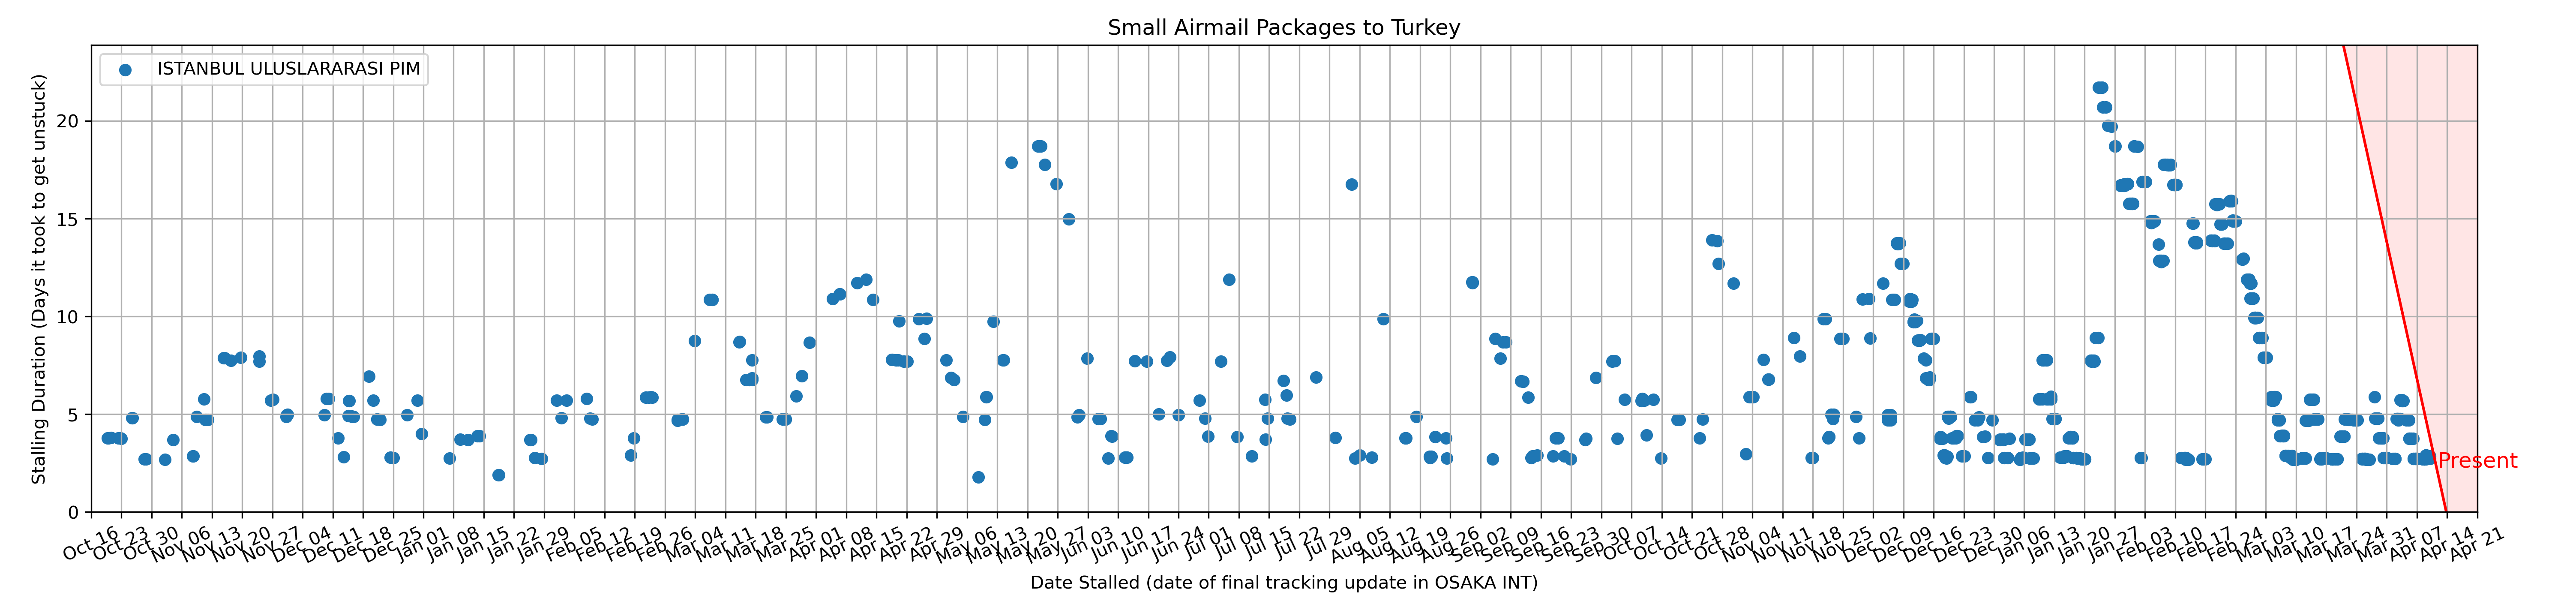 Small Airmail Packages to Turkey
ISTANBUL ULUSLARARASI PIM
Stalling Duration (Days it took to get unstuck)
20
15
10
5
0
Present
Oct 16 Oct 23 Oct 30 Nov 06 Nov 13 Nov 20 Nov 27 Dec 04 Dec 11 Dec 18 Dec 25 Jan 01 Jan 08 Jan 15 Jan 22 Jan 29 Feb 05 Feb 12 Feb 19 Feb 26 Mar 04 Mar 11 Mar 18 Mar 25 Apr 01 Apr 08 Apr 15 Apr 22 Apr 29 May 06 May 13 May 20 May 27 Jun 03 Jun 10 Jun 17 Jun 24 Jul 01 Jul 08 Jul 15 Jul 22 Jul 29 Aug 05 Aug 12 Aug 19 Aug 26 Sep 02 Sep 09 Sep 16 Sep 23 Sep 30 Oct 07 Oct 14 Oct 21 Oct 28 Nov 04 Nov 11 Nov 18 Nov 25 Dec 02 Dec 09 Dec 16 Dec 23 Dec 30 Jan 06 Jan 13 Jan 20 Jan 27 Feb 03 Feb 10 Feb 17 Feb 24 Mar 03 Mar 10 Mar 17 Mar 24 Mar 31 Apr 07 Apr 14 Apr 21
Date Stalled (date of final tracking update in OSAKA INT)